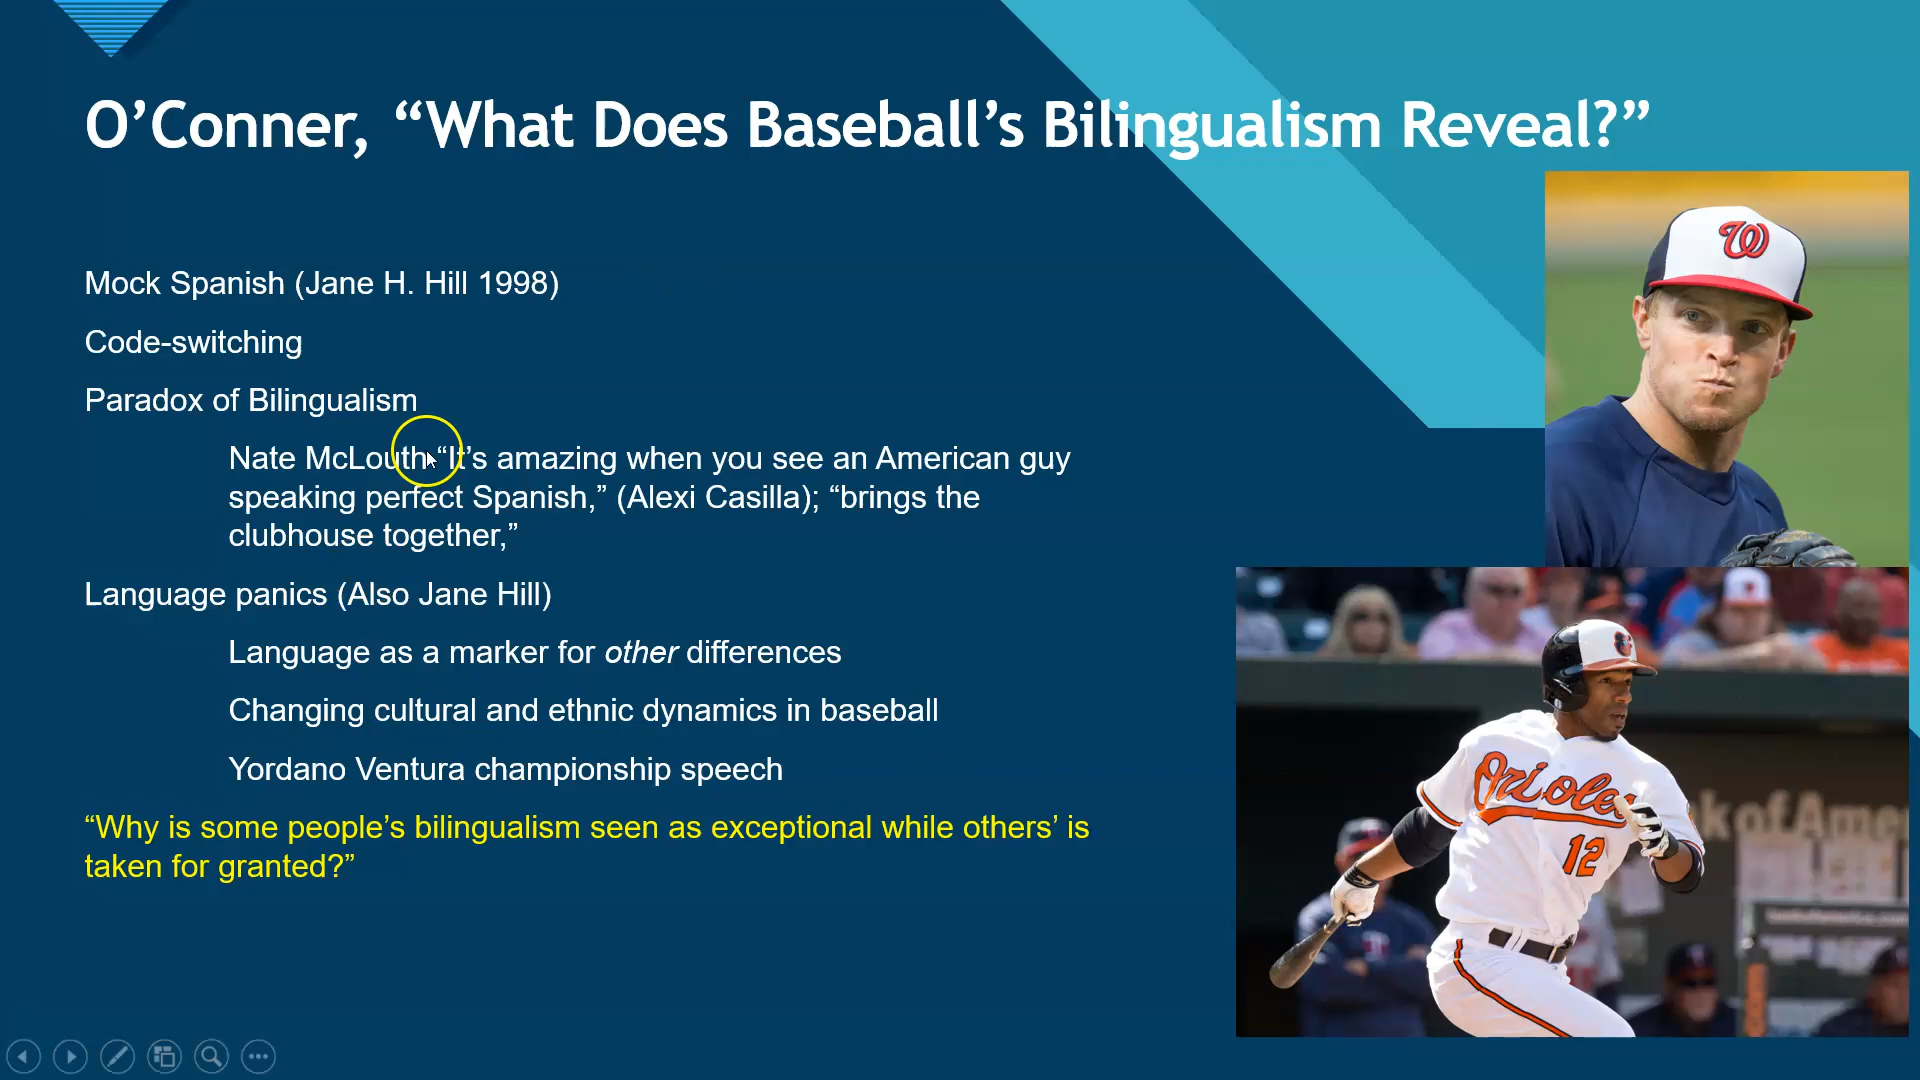 O’Conner, “What Does Baseball’s Bilingualism Reveal?”
Mock Spanish (Jane H. Hill 1998)
Code-switching
Paradox of Bilingualism
Nate McLouth “It’s amazing when you see an American guy
speaking perfect Spanish,” (Alexi Casilla); “brings the
clubhouse together,”
Language panics (Also Jane Hill)
Language as a marker for other differences
Changing cultural and ethnic dynamics in baseball
Yordano Ventura championship speech
“Why is some people’s bilingualism seen as exceptional while others’ is
taken for granted?”
W
Orioles
12